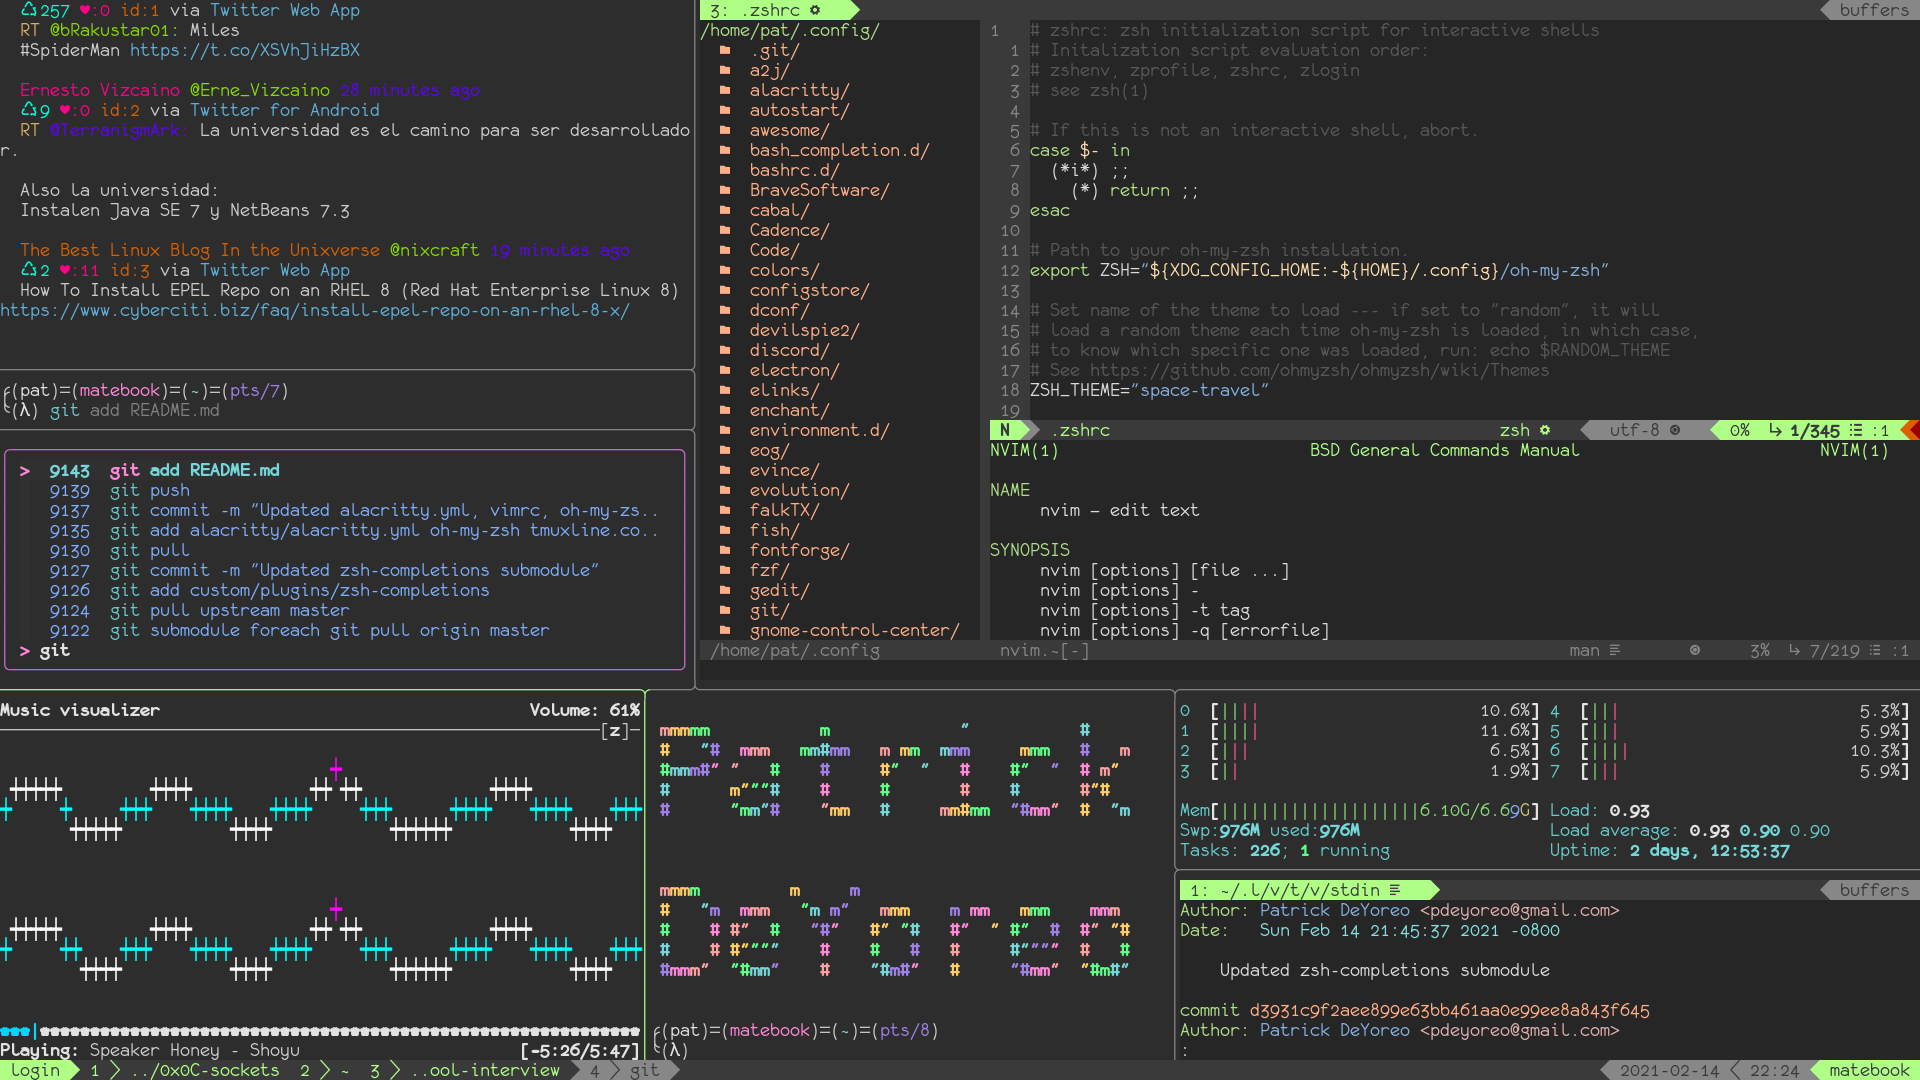 ♺257 ♥:0 id:1 via Twitter Web App
RT @bRakustar01: Miles
#SpiderMan https://t.co/XSVhJiHzBX
Ernesto Vizcaino @Erne_Vizcaino 28 minutes ago
♺9 ♥:0 id:2 via Twitter for Android
RT @TerranigmArk: La universidad es el camino para ser desarrollado
r.
Also la universidad:
Instalen Java SE 7 y NetBeans 7.3
The Best Linux Blog In the Unixverse @nixcraft 19 minutes ago
♺2 ♥:11 id:3 via Twitter Web App
How To Install EPEL Repo on an RHEL 8 (Red Hat Enterprise Linux 8)
https://www.cyberciti.biz/faq/install-epel-repo-on-an-rhel-8-x/
╭(pat)=(matebook)=(~)=(pts/7)
╰(λ) git add README.md
> 9143 git add README.md
9139 git push
9137 git commit -m "Updated alacritty.yml, vimrc, oh-my-zs..
9135 git add alacritty/alacritty.yml oh-my-zsh tmuxline.co..
9130 git pull
9127 git commit -m "Updated zsh-completions submodule"
9126 git add custom/plugins/zsh-completions
9124 git pull upstream master
9122 git submodule foreach git pull origin master
> git
3: .zshrc
buffers
/home/pat/.config/
.git/
a2j/
alacritty/
autostart/
awesome/
bash_completion.d/
bashrc.d/
BraveSoftware/
cabal/
Cadence/
Code/
colors/
configstore/
dconf/
devilspie2/
discord/
electron/
elinks/
enchant/
environment.d/
eog/
evince/
evolution/
falkTX/
fish/
fontforge/
fzf/
gedit/
git/
gnome-control-center/
/home/pat/.config
1 # zshrc: zsh initialization script for interactive shells
1 # Initalization script evaluation order:
2 # zshenv, zprofile, zshrc, zlogin
3 # see zsh(1)
4
5 # If this is not an interactive shell, abort.
6 case $- in
7 (*i*) ;;
8 (*) return ;;
9 esac
10
11 # Path to your oh-my-zsh installation.
12 export ZSH="${XDG_CONFIG_HOME:-${HOME}/.config}/oh-my-zsh"
13
14 # Set name of the theme to load --- if set to "random", it will
15 # load a random theme each time oh-my-zsh is loaded, in which case,
16 # to know which specific one was loaded, run: echo $RANDOM_THEME
17 # See https://github.com/ohmyzsh/ohmyzsh/wiki/Themes
18 ZSH_THEME="space-travel"
19
N .zshrc zsh utf-8 0% 1/345 :1
NVIM(1) BSD General Commands Manual NVIM(1)
NAME
nvim — edit text
SYNOPSIS
nvim [options] [file ...]
nvim [options] -
nvim [options] -t tag
nvim [options] -q [errorfile]
nvim.~[-] man 3% 7/219 :1
Music visualizer Volume: 61%
[z]
Playing: Speaker Honey - Shoyu [-5:26/5:47]
Patrick
DeYoreo
╭(pat)=(matebook)=(~)=(pts/8)
╰(λ)
0 [|||| 10.6%] 4 [||| 5.3%]
1 [|||| 11.6%] 5 [||| 5.9%]
2 [||| 6.5%] 6 [|||| 10.3%]
3 [|| 1.9%] 7 [||| 5.9%]
Mem[||||||||||||||||||||6.10G/6.69G] Load: 0.93
Swp:976M used:976M Load average: 0.93 0.90 0.90
Tasks: 226; 1 running Uptime: 2 days, 12:53:37
1: ~/.l/v/t/v/stdin buffers
Author: Patrick DeYoreo <pdeyoreo@gmail.com>
Date: Sun Feb 14 21:45:37 2021 -0800
Updated zsh-completions submodule
commit d3931c9f2aee899e63bb461aa0e99ee8a843f645
Author: Patrick DeYoreo <pdeyoreo@gmail.com>
:
login 1 ../0x0C-sockets 2 ~ 3 ..ool-interview 4 git 2021-02-14 22:24 matebook